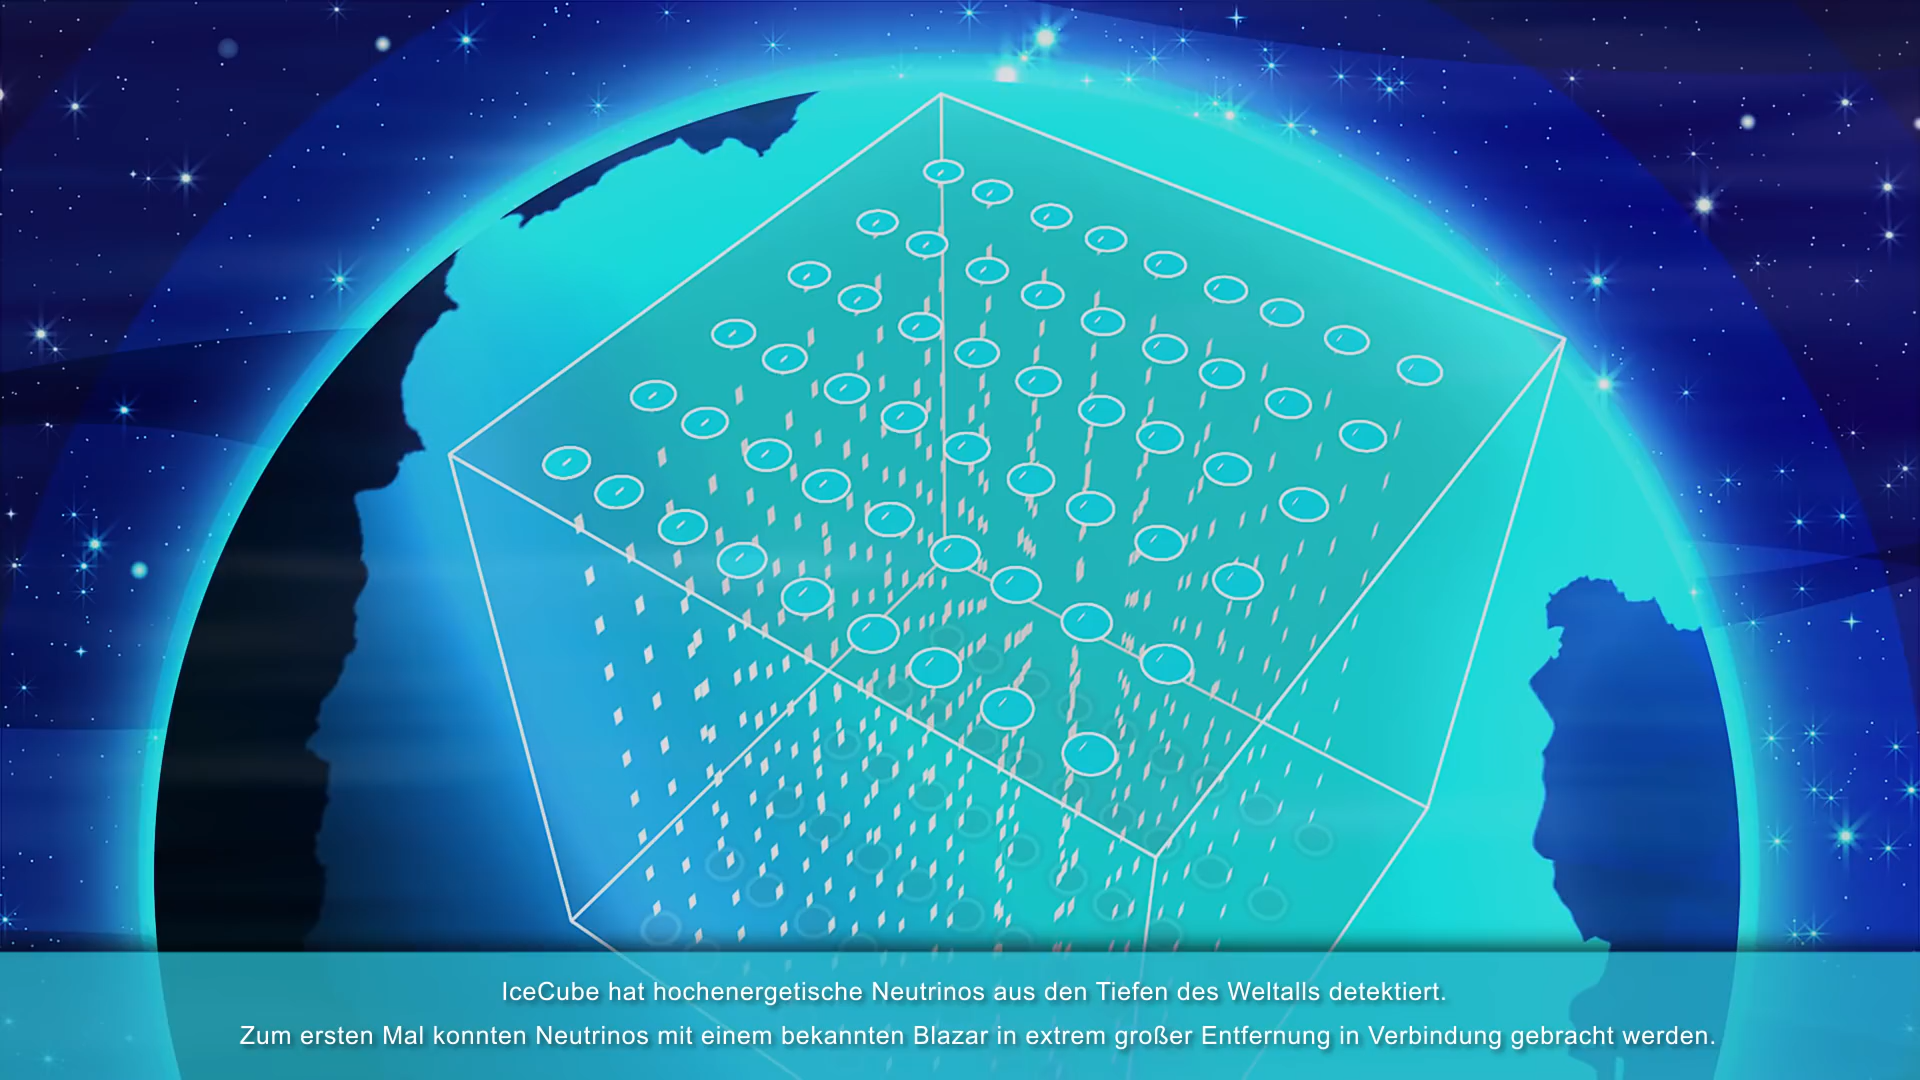 IceCube hat hochenergetische Neutrinos aus den Tiefen des Weltalls detektiert.
Zum ersten Mal konnten Neutrinos mit einem bekannten Blazar in extrem großer Entfernung in Verbindung gebracht werden.